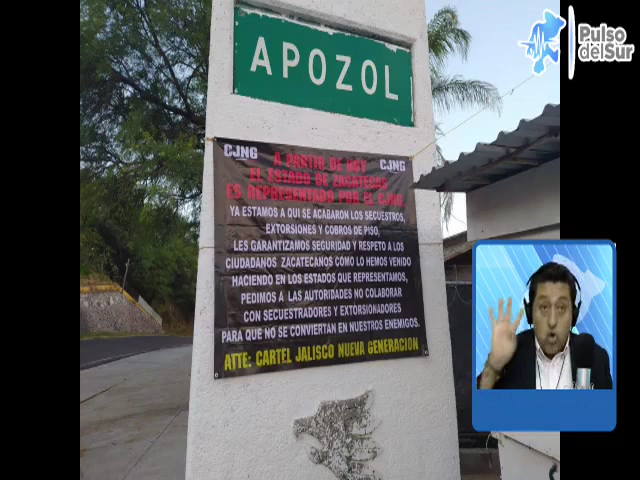 Pulso
delSur
APOZOL
CJNG CJNG
A PARTIR DE HOY
EL ESTADO DE ZACATECAS
ES REPRESENTADO POR EL CJNG
YA ESTAMOS A QUI SE ACABARON LOS SECUESTROS,
EXTORSIONES Y COBROS DE PISO,
LES GARANTIZAMOS SEGURIDAD Y RESPETO A LOS
CIUDADANOS ZACATECANOS COMO LO HEMOS VENIDO
HACIENDO EN LOS ESTADOS QUE REPRESENTAMOS,
PEDIMOS A LAS AUTORIDADES NO COLABORAR
CON SECUESTRADORES Y EXTORSIONADORES
PARA QUE NO SE CONVIERTAN EN NUESTROS ENEMIGOS.
ATTE: CARTEL JALISCO NUEVA GENERACION